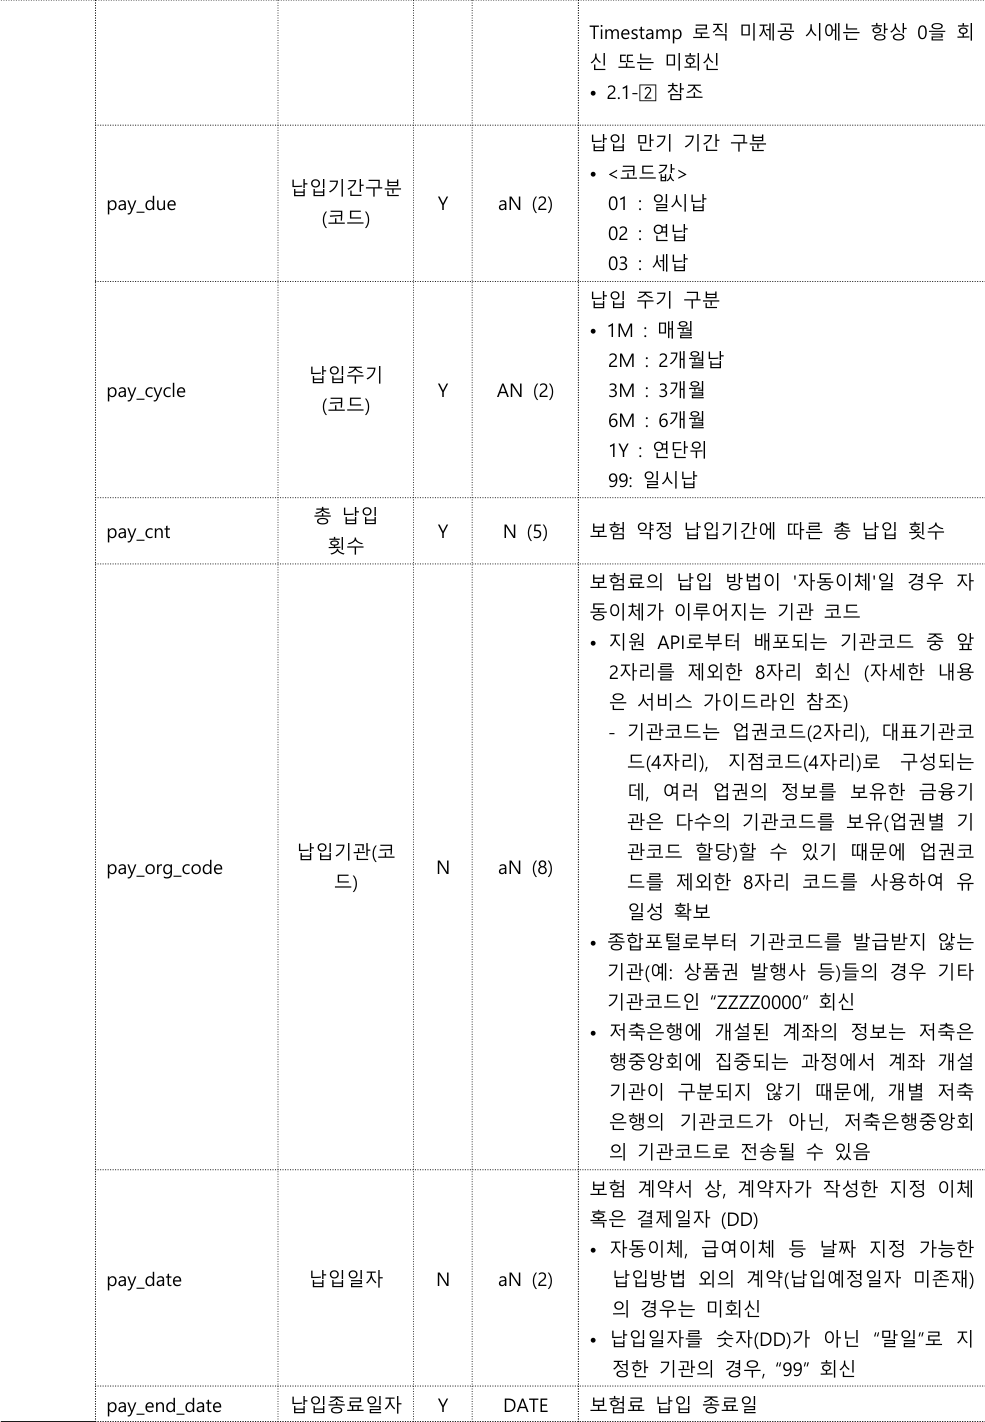 Timestamp 로직 미제공 시에는 항상 0을 회
신 또는 미회신
• 2.1-2 참조
pay_due
납입기간구분
(코드)
Y
aN (2)
납입 만기 기간 구분
• <코드값>
01 : 일시납
02 : 연납
03 : 세납
pay_cycle
납입주기
(코드)
Y
AN (2)
납입 주기 구분
• 1M : 매월
2M : 2개월납
3M : 3개월
6M : 6개월
1Y : 연단위
99: 일시납
pay_cnt
총 납입
횟수
Y
N (5)
보험 약정 납입기간에 따른 총 납입 횟수
pay_org_code
납입기관(코
드)
N
aN (8)
보험료의 납입 방법이 '자동이체'일 경우 자
동이체가 이루어지는 기관 코드
• 지원 API로부터 배포되는 기관코드 중 앞
2자리를 제외한 8자리 회신 (자세한 내용
은 서비스 가이드라인 참조)
- 기관코드는 업권코드(2자리), 대표기관코
드(4자리), 지점코드(4자리)로 구성되는
데, 여러 업권의 정보를 보유한 금융기
관은 다수의 기관코드를 보유(업권별 기
관코드 할당)할 수 있기 때문에 업권코
드를 제외한 8자리 코드를 사용하여 유
일성 확보
• 종합포털로부터 기관코드를 발급받지 않는
기관(예: 상품권 발행사 등)들의 경우 기타
기관코드인 “ZZZZ0000” 회신
• 저축은행에 개설된 계좌의 정보는 저축은
행중앙회에 집중되는 과정에서 계좌 개설
기관이 구분되지 않기 때문에, 개별 저축
은행의 기관코드가 아닌, 저축은행중앙회
의 기관코드로 전송될 수 있음
pay_date
납입일자
N
aN (2)
보험 계약서 상, 계약자가 작성한 지정 이체
혹은 결제일자 (DD)
• 자동이체, 급여이체 등 날짜 지정 가능한
납입방법 외의 계약(납입예정일자 미존재)
의 경우는 미회신
• 납입일자를 숫자(DD)가 아닌 “말일”로 지
정한 기관의 경우, “99” 회신
pay_end_date
납입종료일자
Y
DATE
보험료 납입 종료일